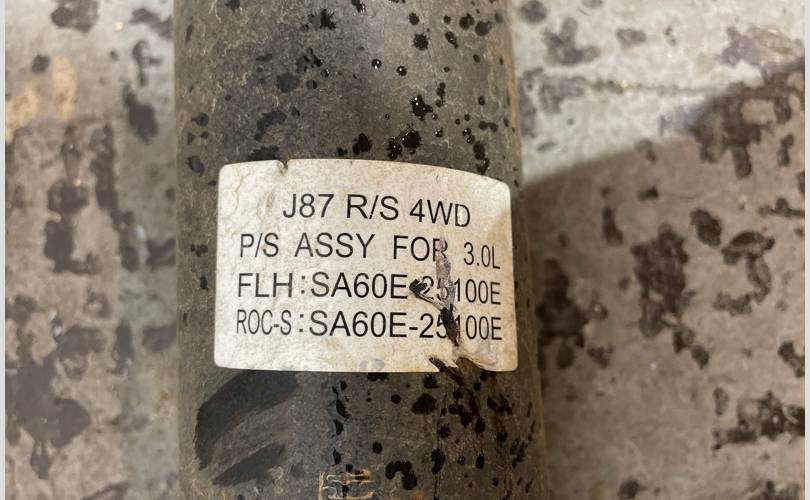 J87 R/S 4WD
P/S ASSY FOR 3.0L
FLH:SA60E-25100E
ROC-S:SA60E-25100E